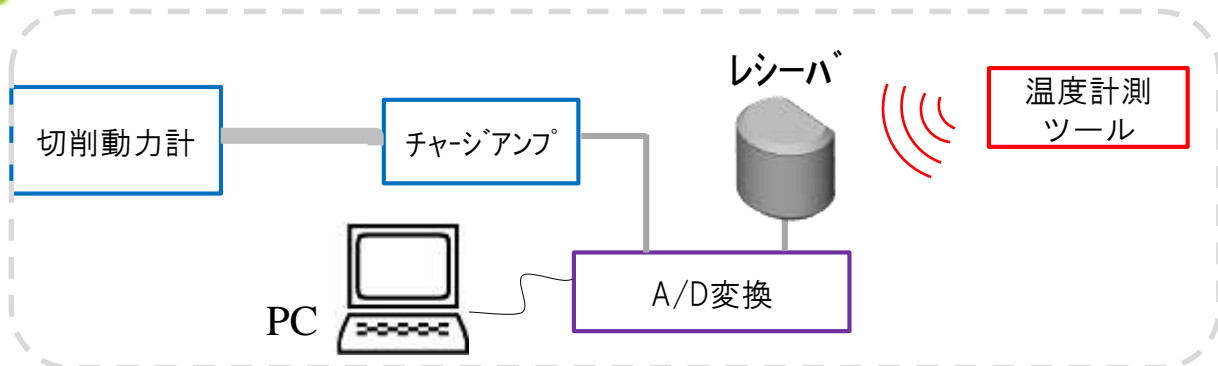 レシーバ
温度計測
ツール
切削動力計
チャージアンプ
A/D変換
PC